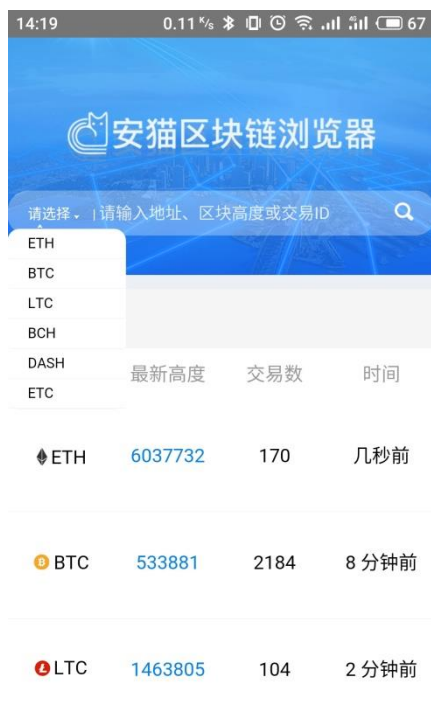 14:19 0.11 K/s 67
安猫区块链浏览器
请选择 请输入地址、区块高度或交易ID
ETH
BTC
LTC
BCH
DASH
ETC
最新高度 交易数 时间
ETH 6037732 170 几秒前
BTC 533881 2184 8 分钟前
LTC 1463805 104 2 分钟前